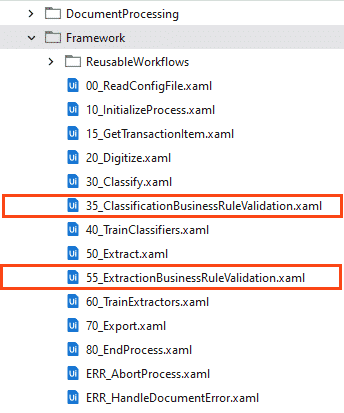 DocumentProcessing
Framework
ReusableWorkflows
Ui 00_ReadConfigFile.xaml
Ui 10_InitializeProcess.xaml
Ui 15_GetTransactionItem.xaml
Ui 20_Digitize.xaml
Ui 30_Classify.xaml
Ui 35_ClassificationBusinessRuleValidation.xaml
Ui 40_TrainClassifiers.xaml
Ui 50_Extract.xaml
Ui 55_ExtractionBusinessRuleValidation.xaml
Ui 60_TrainExtractors.xaml
Ui 70_Export.xaml
Ui 80_EndProcess.xaml
Ui ERR_AbortProcess.xaml
Ui ERR_HandleDocumentError.xaml